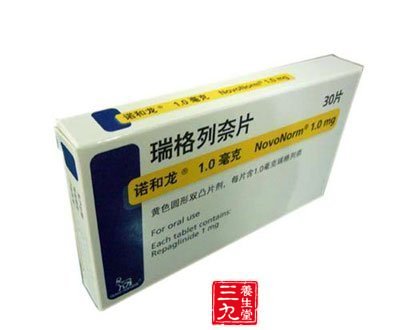 诺和龙® 1.0 毫克 NovoNorm® 1.0 mg
瑞格列奈片
30片
诺和龙® 1.0 毫克 NovoNorm® 1.0 mg
黄色圆形双凸片剂，每片含1.0毫克瑞格列奈
For oral use
Each tablet contains:
Repaglinide 1 mg
三九
養生堂